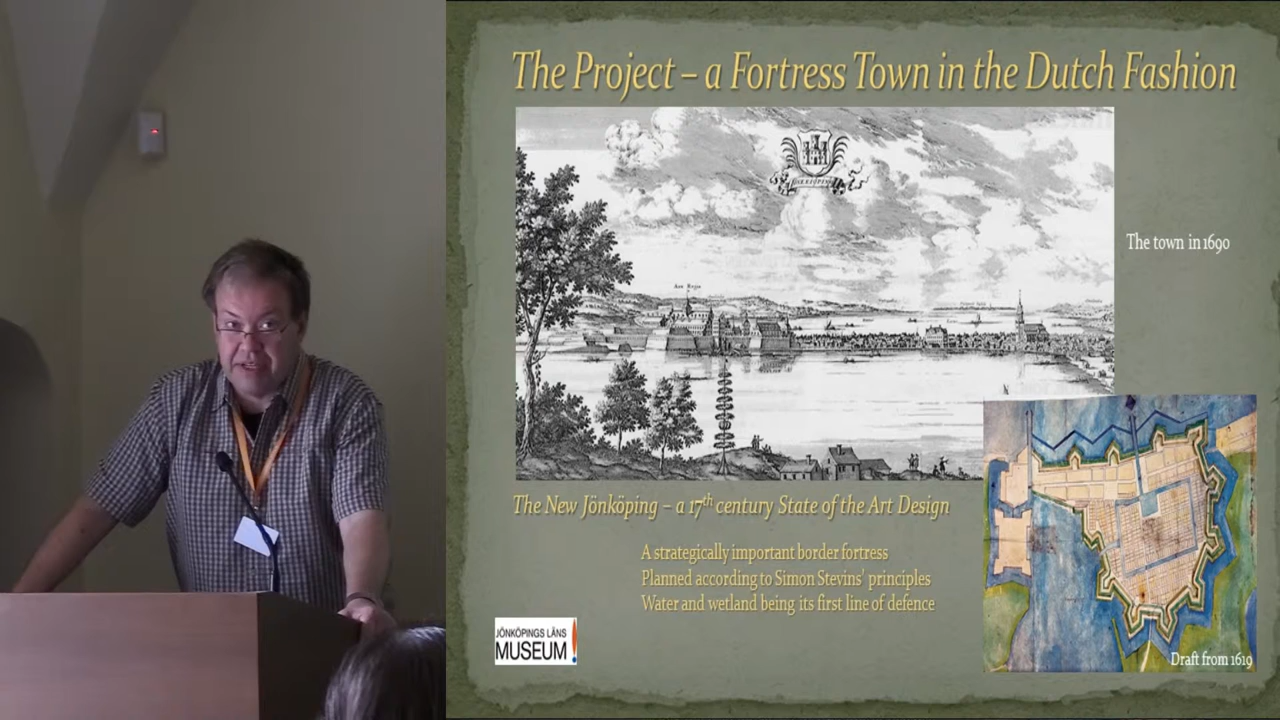 The Project – a Fortress Town in the Dutch Fashion
The town in 1690
The New Jönköping – a 17th century State of the Art Design
A strategically important border fortress
Planned according to Simon Stevins' principles
Water and wetland being its first line of defence
JÖNKÖPINGS LÄNS
MUSEUM!
Draft from 1619